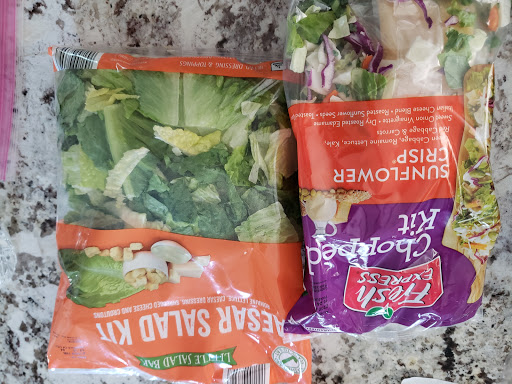 LITTLE SALAD BAR
AESAR SALAD KIT
ROMAINE LETTUCE, CAESAR DRESSING, SHREDDED CHEESE AND CROUTONS
DRESSING & TOPPINGS
Fresh
EXPRESS
Chopped
Kit
SUNFLOWER
CRISP
Green Cabbage, Romaine Lettuce, Kale,
Red Cabbage & Carrots
Sweet Onion Vinaigrette • Dry Roasted Edamame
Italian Cheese Blend • Roasted Sunflower Seeds • Toasted